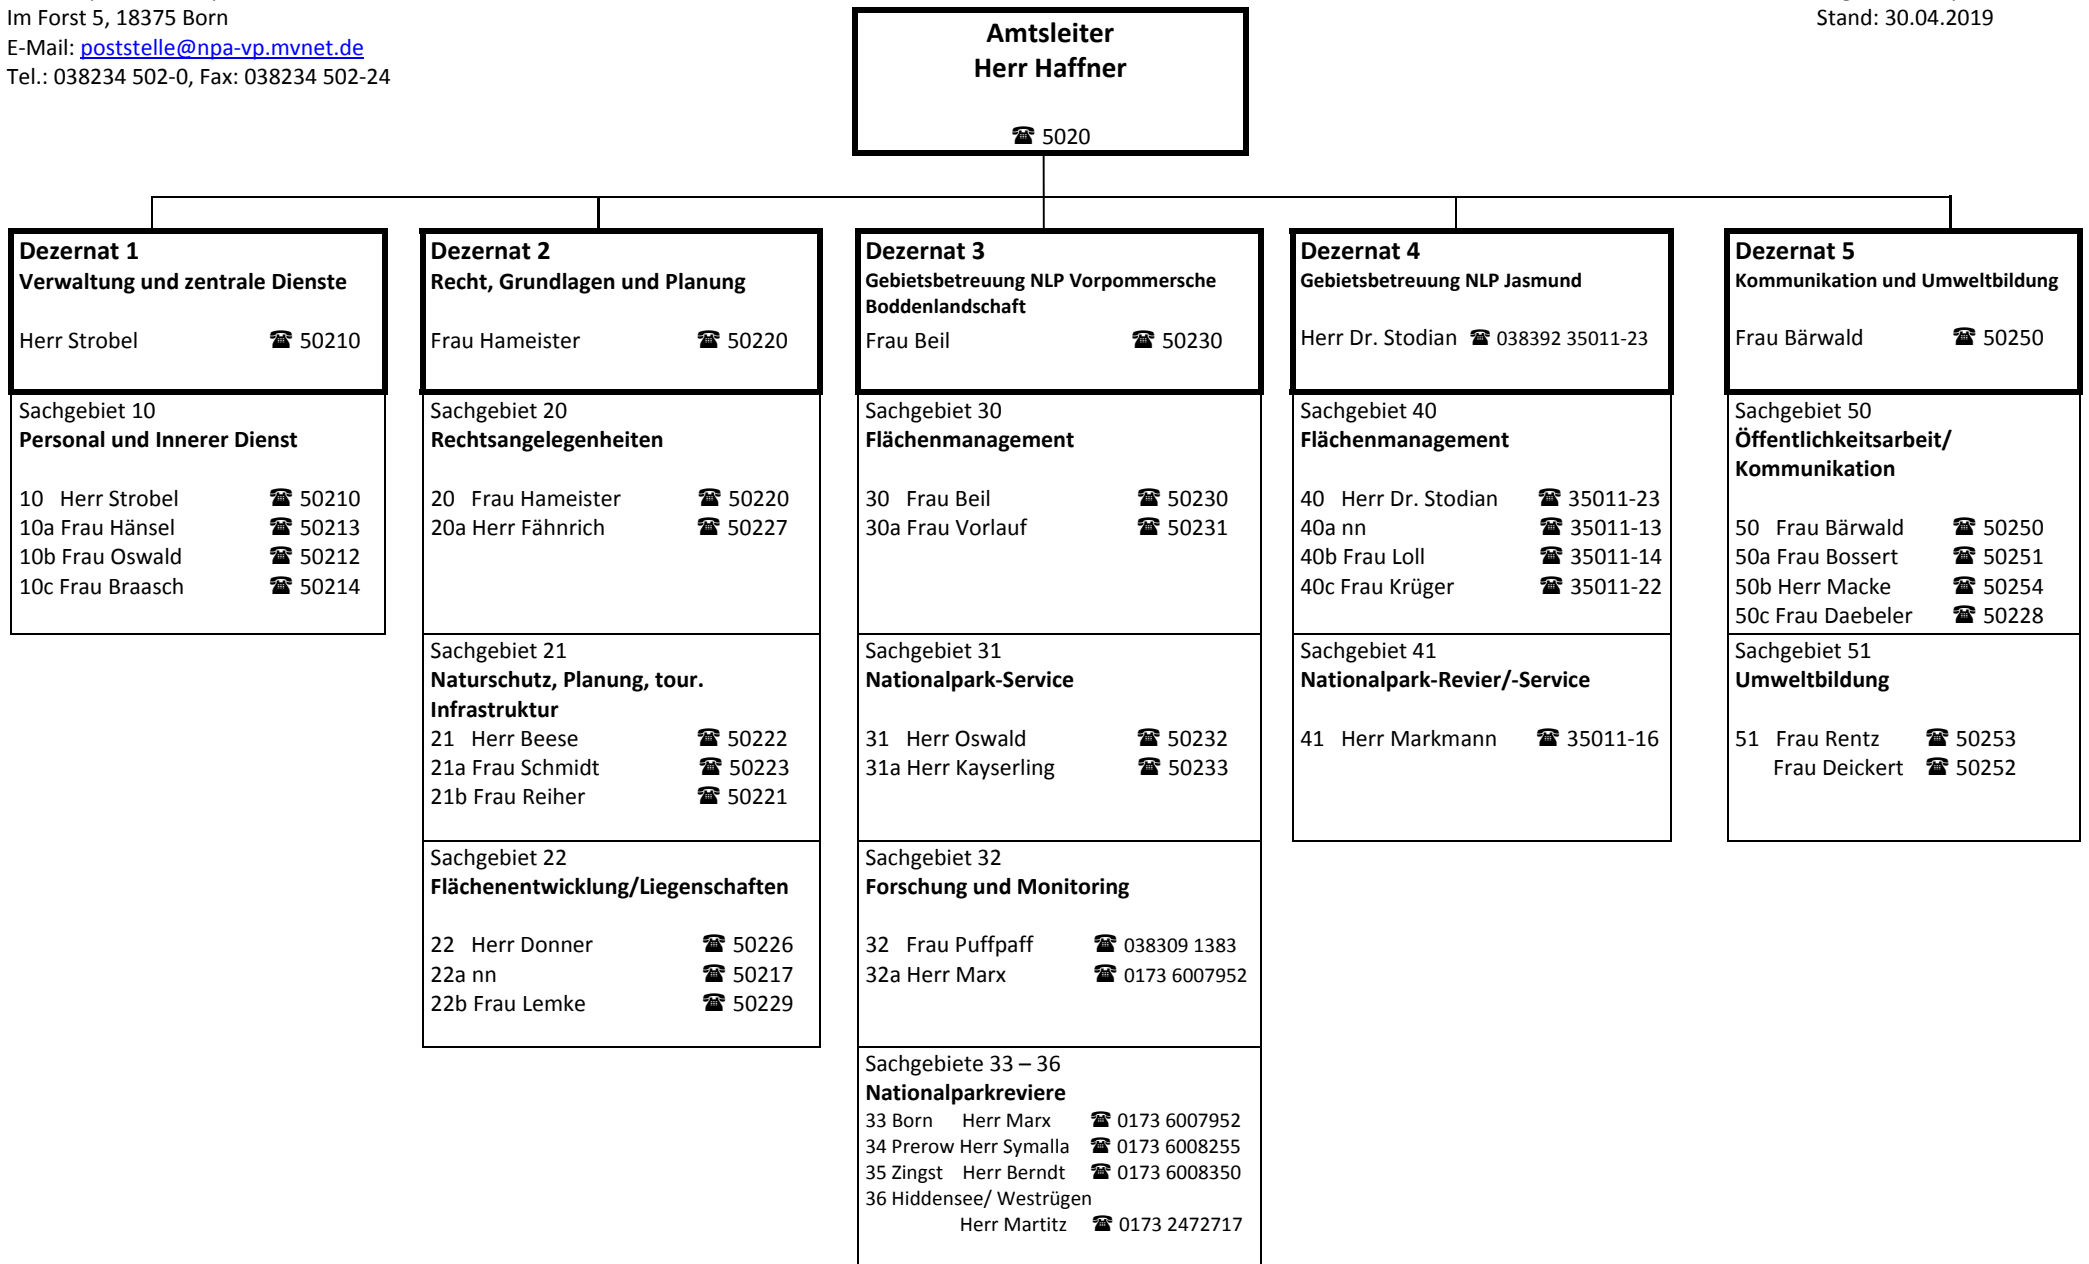 Im Forst 5, 18375 Born
E-Mail: poststelle@npa-vp.mvnet.de
Tel.: 038234 502-0, Fax: 038234 502-24
Stand: 30.04.2019
Amtsleiter
Herr Haffner
☎ 5020
Dezernat 1
Verwaltung und zentrale Dienste
Herr Strobel ☎ 50210
Sachgebiet 10
Personal und Innerer Dienst
10 Herr Strobel ☎ 50210
10a Frau Hänsel ☎ 50213
10b Frau Oswald ☎ 50212
10c Frau Braasch ☎ 50214
Dezernat 2
Recht, Grundlagen und Planung
Frau Hameister ☎ 50220
Sachgebiet 20
Rechtsangelegenheiten
20 Frau Hameister ☎ 50220
20a Herr Fähnrich ☎ 50227
Sachgebiet 21
Naturschutz, Planung, tour.
Infrastruktur
21 Herr Beese ☎ 50222
21a Frau Schmidt ☎ 50223
21b Frau Reiher ☎ 50221
Sachgebiet 22
Flächenentwicklung/Liegenschaften
22 Herr Donner ☎ 50226
22a nn ☎ 50217
22b Frau Lemke ☎ 50229
Dezernat 3
Gebietsbetreuung NLP Vorpommersche
Boddenlandschaft
Frau Beil ☎ 50230
Sachgebiet 30
Flächenmanagement
30 Frau Beil ☎ 50230
30a Frau Vorlauf ☎ 50231
Sachgebiet 31
Nationalpark-Service
31 Herr Oswald ☎ 50232
31a Herr Kayserling ☎ 50233
Sachgebiet 32
Forschung und Monitoring
32 Frau Puffpaff ☎ 038309 1383
32a Herr Marx ☎ 0173 6007952
Sachgebiete 33 – 36
Nationalparkreviere
33 Born Herr Marx ☎ 0173 6007952
34 Prerow Herr Symalla ☎ 0173 6008255
35 Zingst Herr Berndt ☎ 0173 6008350
36 Hiddensee/ Westrügen
Herr Martitz ☎ 0173 2472717
Dezernat 4
Gebietsbetreuung NLP Jasmund
Herr Dr. Stodian ☎ 038392 35011-23
Sachgebiet 40
Flächenmanagement
40 Herr Dr. Stodian ☎ 35011-23
40a nn ☎ 35011-13
40b Frau Loll ☎ 35011-14
40c Frau Krüger ☎ 35011-22
Sachgebiet 41
Nationalpark-Revier/-Service
41 Herr Markmann ☎ 35011-16
Dezernat 5
Kommunikation und Umweltbildung
Frau Bärwald ☎ 50250
Sachgebiet 50
Öffentlichkeitsarbeit/
Kommunikation
50 Frau Bärwald ☎ 50250
50a Frau Bossert ☎ 50251
50b Herr Macke ☎ 50254
50c Frau Daebeler ☎ 50228
Sachgebiet 51
Umweltbildung
51 Frau Rentz ☎ 50253
Frau Deickert ☎ 50252